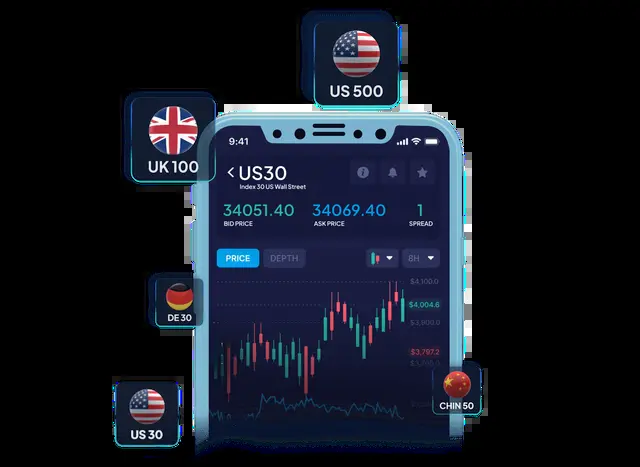 US 500
UK 100
9:41
US30
Index 30 US Wall Street
34051.40
BID PRICE
34069.40
ASK PRICE
1
SPREAD
PRICE
DEPTH
8H
$4,100.0
$4,004.6
$3,900.0
$3,797.2
DE 30
CHIN 50
US 30